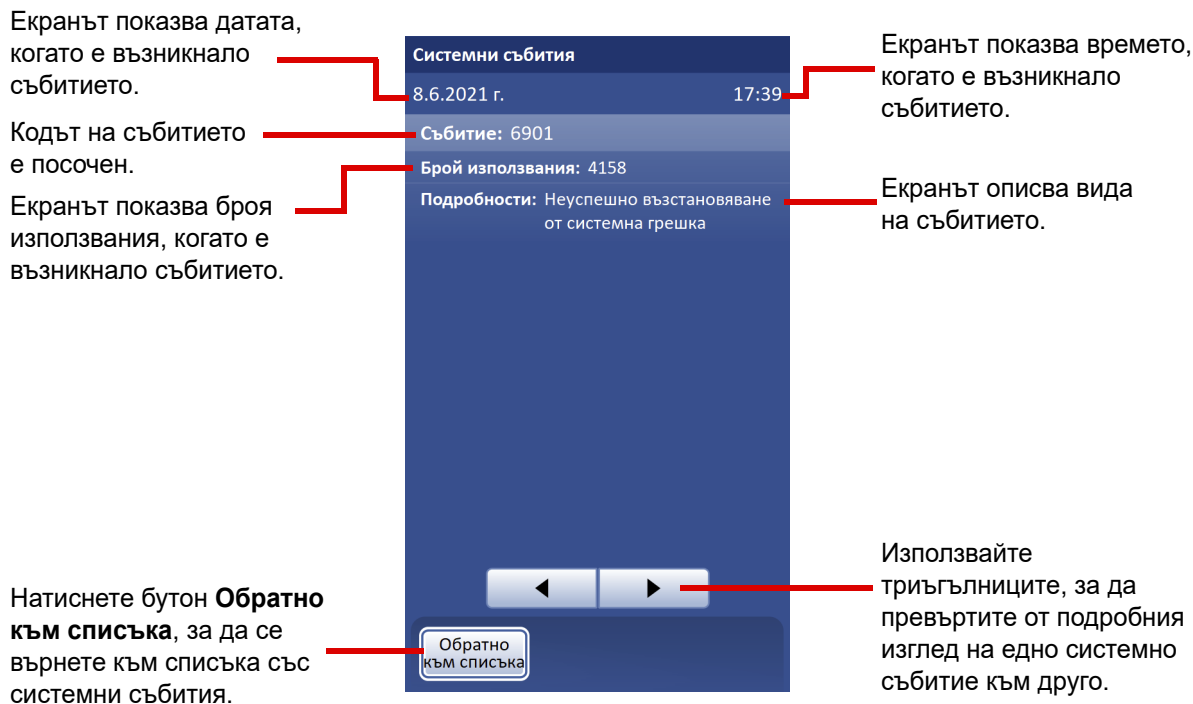 Екранът показва датата,
когато е възникнало
събитието.
Кодът на събитието
е посочен.
Екранът показва броя
използвания, когато е
възникнало събитието.
Натиснете бутон Обратно
към списъка, за да се
върнете към списъка със
системни събития.
Системни събития
8.6.2021 г. 17:39
Събитие: 6901
Брой използвания: 4158
Подробности: Неуспешно възстановяване
от системна грешка
Обратно
към списъка
Екранът показва времето,
когато е възникнало
събитието.
Екранът описва вида
на събитието.
Използвайте
триъгълниците, за да
превъртите от подробния
изглед на едно системно
събитие към друго.